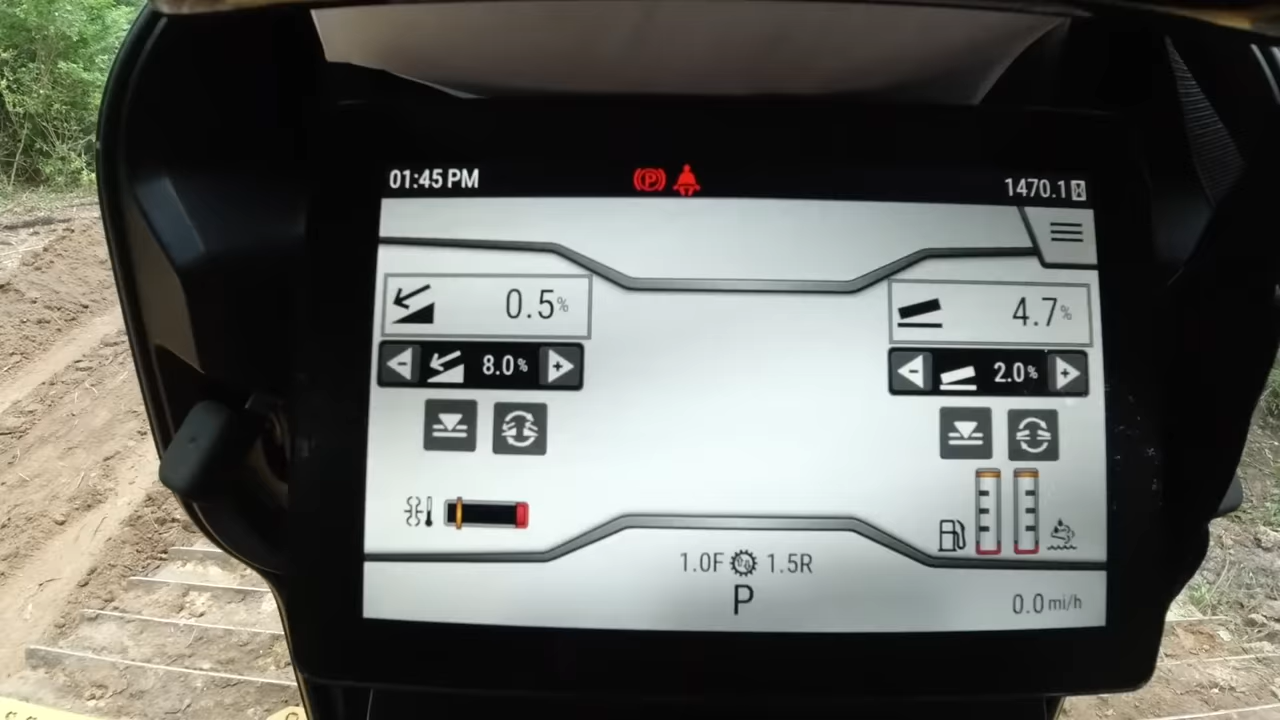 01:45 PM
1470.1
0.5%
4.7%
- 8.0% +
- 2.0% +
1.0F 1.5R
P
0.0 mi/h